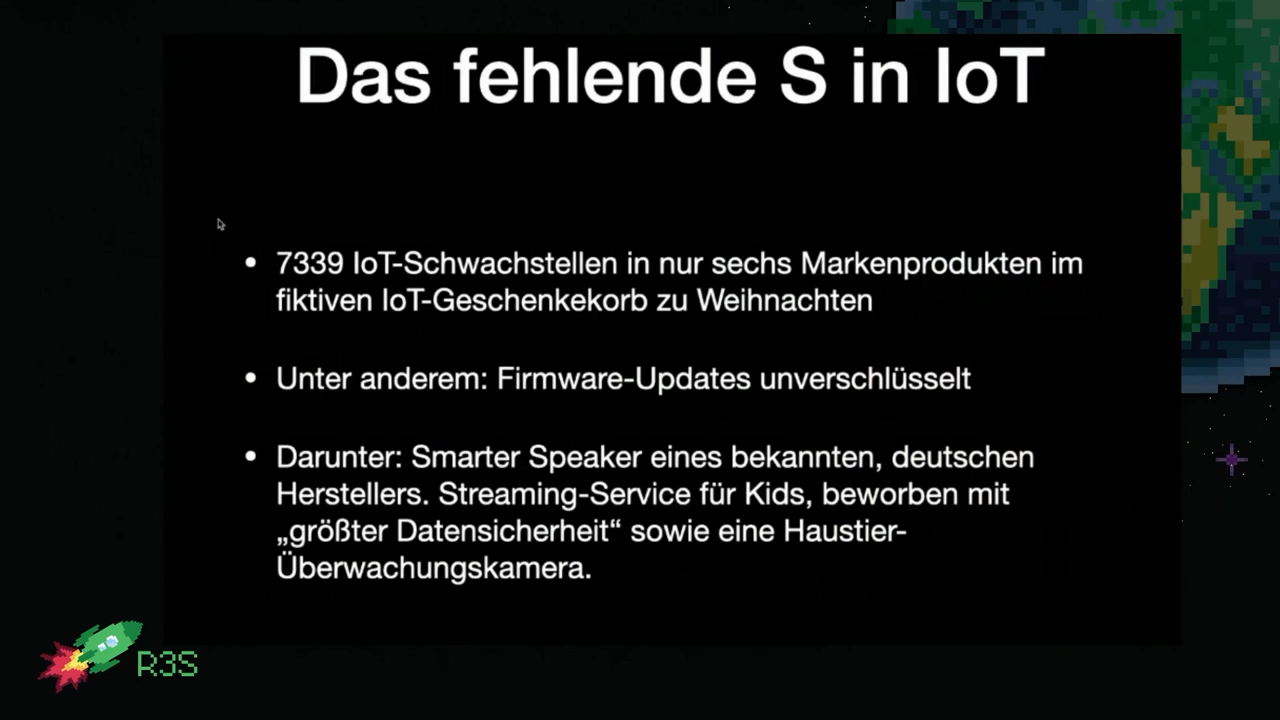 Das fehlende S in IoT
• 7339 IoT-Schwachstellen in nur sechs Markenprodukten im
fiktiven IoT-Geschenkekorb zu Weihnachten
• Unter anderem: Firmware-Updates unverschlüsselt
• Darunter: Smarter Speaker eines bekannten, deutschen
Herstellers. Streaming-Service für Kids, beworben mit
„größter Datensicherheit“ sowie eine Haustier-
Überwachungskamera.
R3S